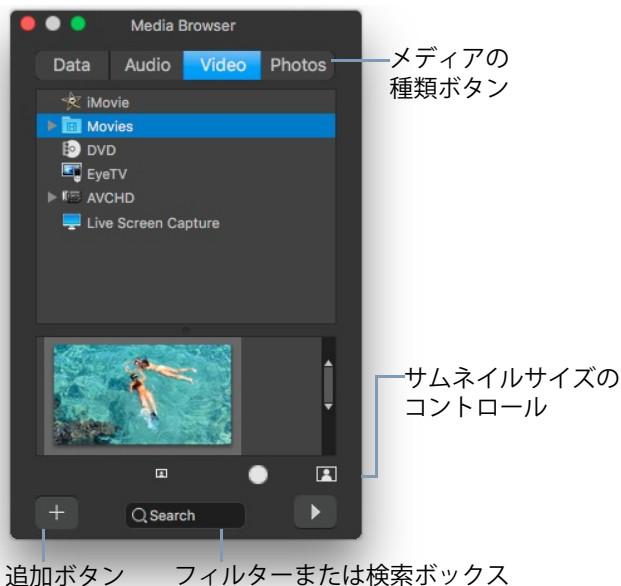 Media Browser
Data Audio Video Photos
メディアの
種類ボタン
iMovie
Movies
DVD
EyeTV
AVCHD
Live Screen Capture
サムネイルサイズの
コントロール
Search
追加ボタン フィルターまたは検索ボックス